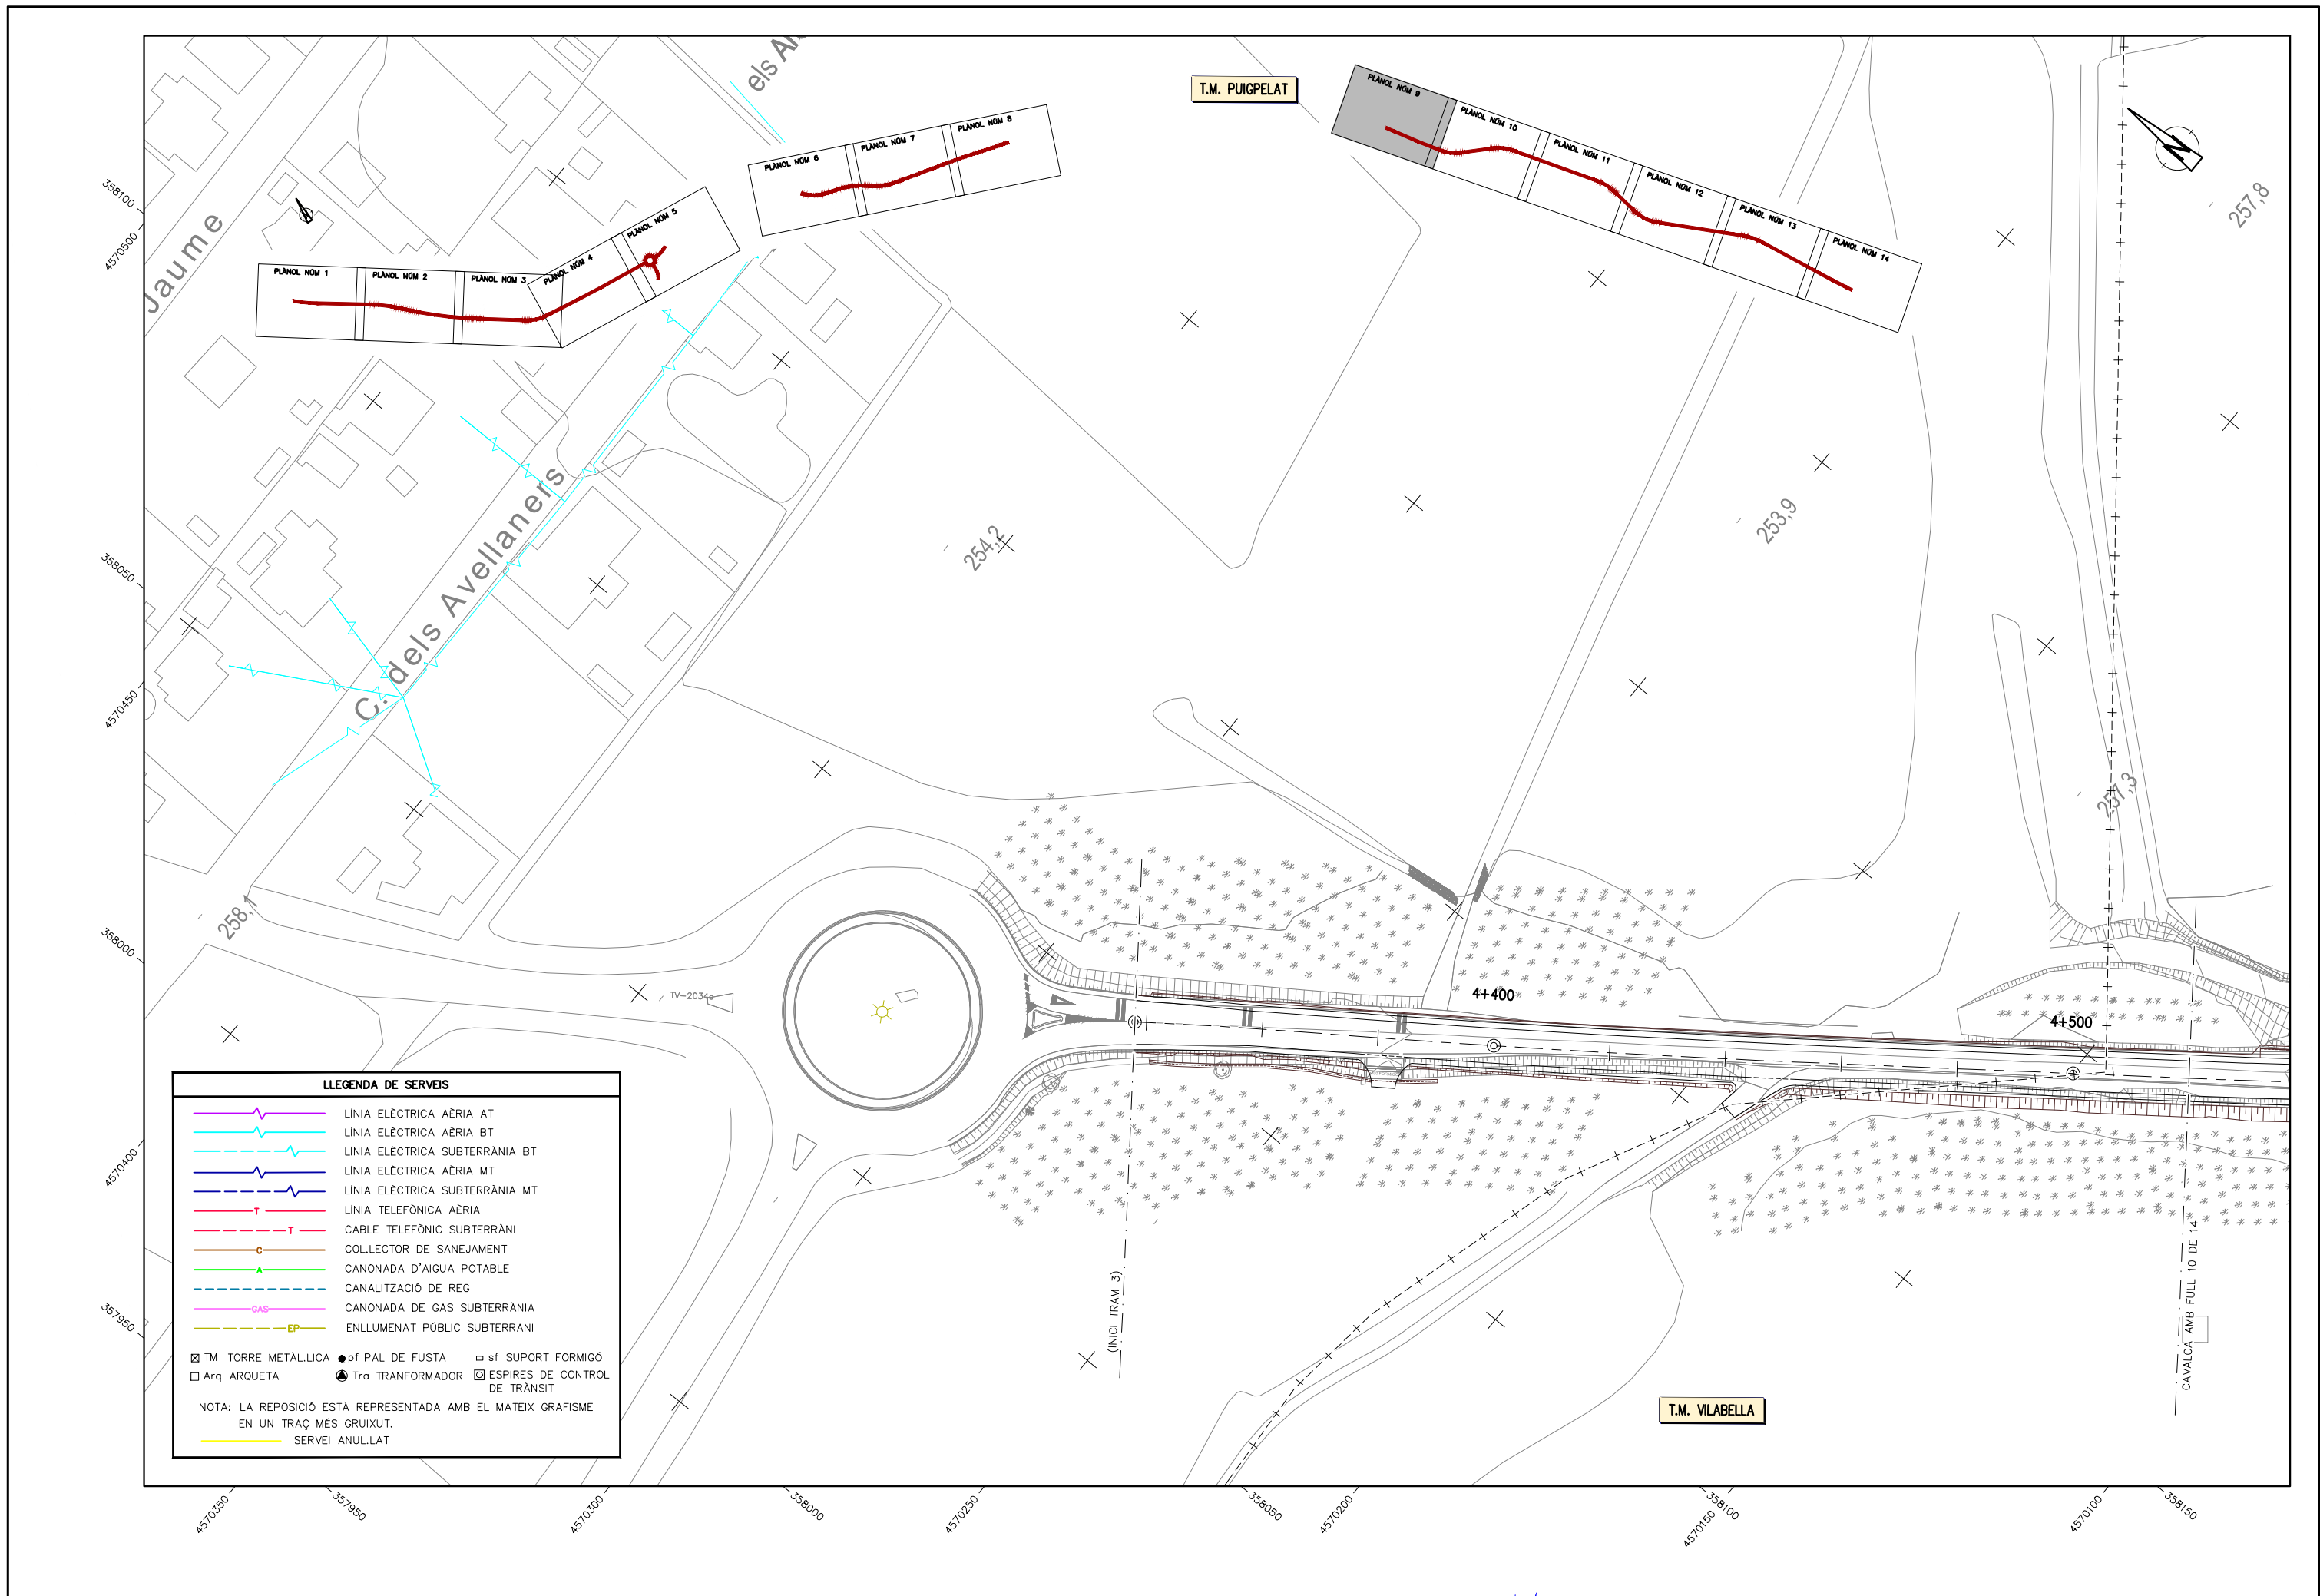 els
T.M. PUIGPELAT
PLÀNOL NÚM 9
PLÀNOL NÚM 10
PLÀNOL NÚM 11
PLÀNOL NÚM 12
PLÀNOL NÚM 13
PLÀNOL NÚM 14
PLÀNOL NÚM 6
PLÀNOL NÚM 7
PLÀNOL NÚM 8
PLÀNOL NÚM 1
PLÀNOL NÚM 2
PLÀNOL NÚM 3
PLÀNOL NÚM 4
PLÀNOL NÚM 5
N
257,8
358100
4570500
Jaume
254,2
253,9
358050
C. dels Avellaners
4570450
257,3
258,1
358000
TV-2034a
4+400
4+500
4570400
357950
(INICI TRAM 3)
CAVALCA AMB FULL 10 DE 14
T.M. VILABELLA
LLEGENDA DE SERVEIS
LÍNIA ELÈCTRICA AÈRIA AT
LÍNIA ELÈCTRICA AÈRIA BT
LÍNIA ELÈCTRICA SUBTERRÀNIA BT
LÍNIA ELÈCTRICA AÈRIA MT
LÍNIA ELÈCTRICA SUBTERRÀNIA MT
T LÍNIA TELEFÒNICA AÈRIA
T CABLE TELEFÒNIC SUBTERRÀNI
C COL.LECTOR DE SANEJAMENT
A CANONADA D'AIGUA POTABLE
CANALITZACIÓ DE REG
GAS CANONADA DE GAS SUBTERRÀNIA
EP ENLLUMENAT PÚBLIC SUBTERRANI
TM TORRE METÀL.LICA pf PAL DE FUSTA sf SUPORT FORMIGÓ
Arq ARQUETA Tra TRANFORMADOR ESPIRES DE CONTROL
DE TRÀNSIT
NOTA: LA REPOSICIÓ ESTÀ REPRESENTADA AMB EL MATEIX GRAFISME
EN UN TRAÇ MÉS GRUIXUT.
SERVEI ANUL.LAT
4570350
357950
4570300
358000
4570250
358050
4570200
358100
4570150
4570100
358150